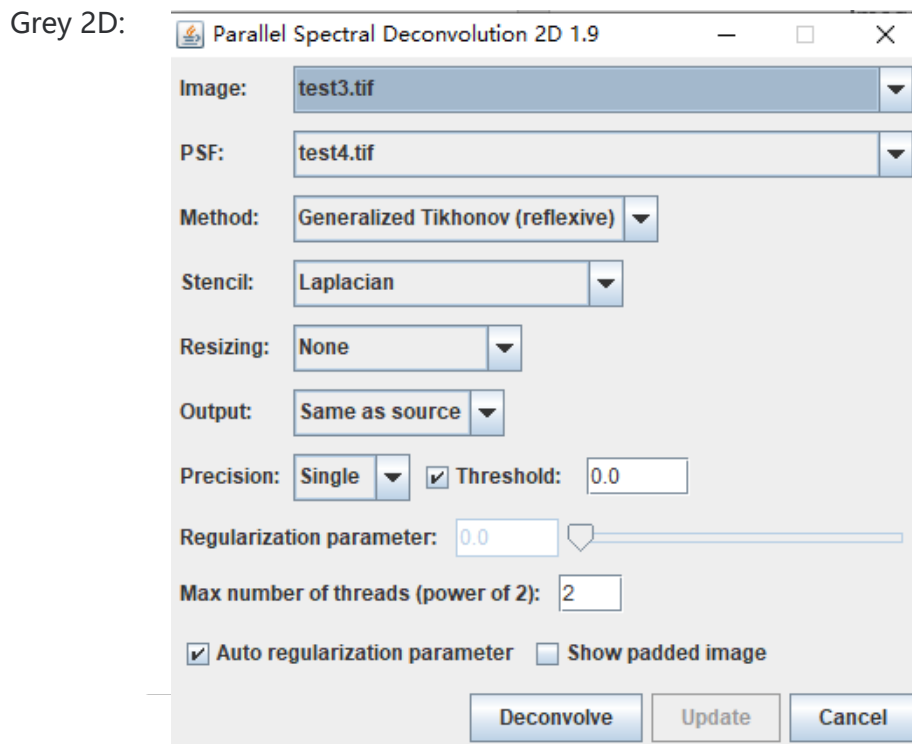 Grey 2D:
Parallel Spectral Deconvolution 2D 1.9
Image: test3.tif
PSF: test4.tif
Method: Generalized Tikhonov (reflexive)
Stencil: Laplacian
Resizing: None
Output: Same as source
Precision: Single Threshold: 0.0
Regularization parameter: 0.0
Max number of threads (power of 2): 2
Auto regularization parameter Show padded image
Deconvolve Update Cancel